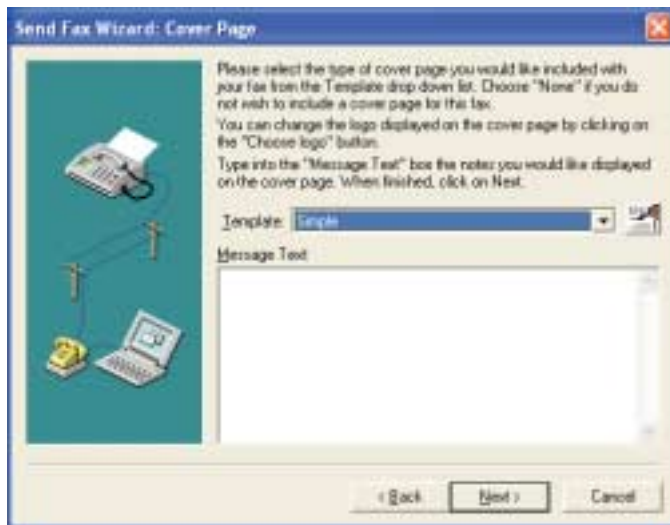 Send Fax Wizard: Cover Page
Please select the type of cover page you would like included with
your fax from the Template drop down list. Choose "None" if you do
not wish to include a cover page for this fax.
You can change the logo displayed on the cover page by clicking on
the "Choose logo" button.
Type into the "Message Text" box the notes you would like displayed
on the cover page. When finished, click on Next.
Template: Simple
Message Text
< Back Next > Cancel